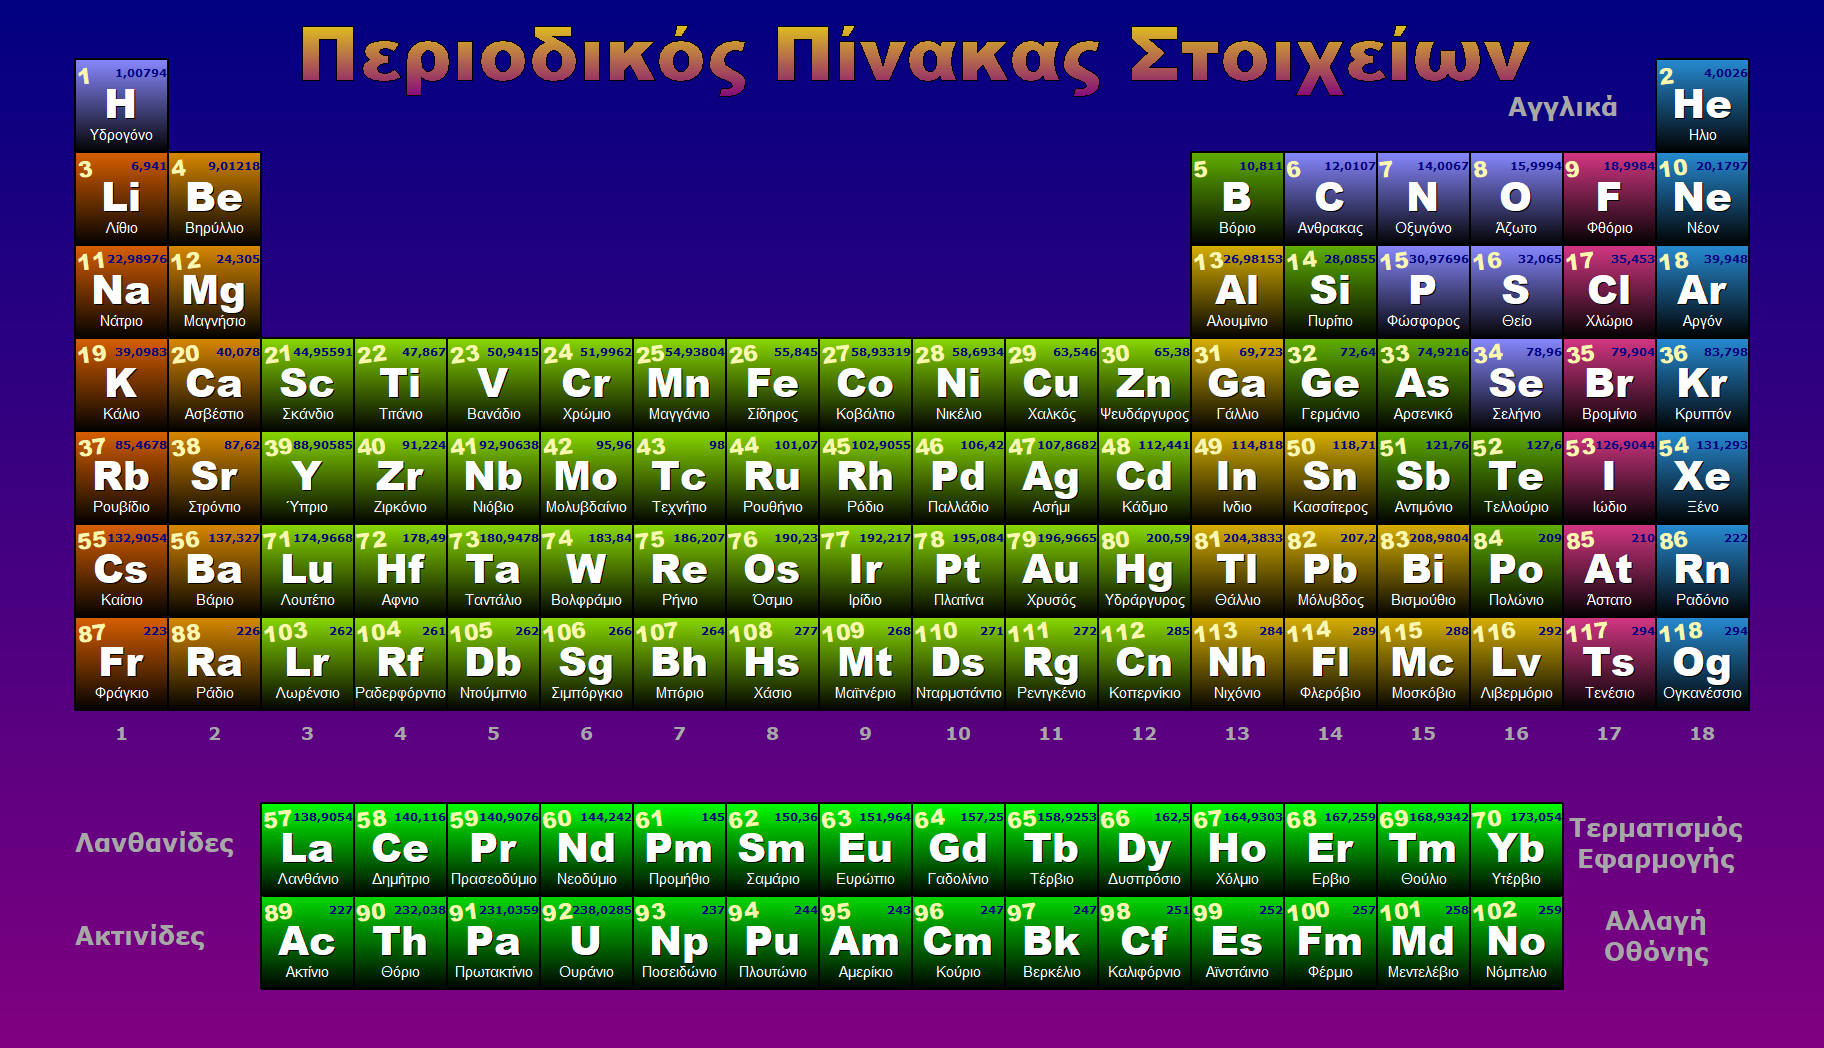 Περιοδικός Πίνακας Στοιχείων
Αγγλικά
1 1,00794 H Υδρογόνο
2 4,0026 He Ηλιο
3 6,941 Li Λίθιο
4 9,01218 Be Βηρύλλιο
5 10,811 B Βόριο
6 12,0107 C Ανθρακας
7 14,0067 N Οξυγόνο
8 15,9994 O Άζωτο
9 18,9984 F Φθόριο
10 20,1797 Ne Νέον
11 22,98976 Na Νάτριο
12 24,305 Mg Μαγνήσιο
13 26,98153 Al Αλουμίνιο
14 28,0855 Si Πυρίτιο
15 30,97696 P Φώσφορος
16 32,065 S Θείο
17 35,453 Cl Χλώριο
18 39,948 Ar Αργόν
19 39,0983 K Κάλιο
20 40,078 Ca Ασβέστιο
21 44,95591 Sc Σκάνδιο
22 47,867 Ti Τιτάνιο
23 50,9415 V Βανάδιο
24 51,9962 Cr Χρώμιο
25 54,93804 Mn Μαγγάνιο
26 55,845 Fe Σίδηρος
27 58,93319 Co Κοβάλτιο
28 58,6934 Ni Νικέλιο
29 63,546 Cu Χαλκός
30 65,38 Zn Ψευδάργυρος
31 69,723 Ga Γάλλιο
32 72,64 Ge Γερμάνιο
33 74,9216 As Αρσενικό
34 78,96 Se Σελήνιο
35 79,904 Br Βρομίνιο
36 83,798 Kr Κρυπτόν
37 85,4678 Rb Ρουβίδιο
38 87,62 Sr Στρόντιο
39 88,90585 Y Ύττριο
40 91,224 Zr Ζιρκόνιο
41 92,90638 Nb Νιόβιο
42 95,96 Mo Μολυβδαίνιο
43 98 Tc Τεχνήτιο
44 101,07 Ru Ρουθήνιο
45 102,9055 Rh Ρόδιο
46 106,42 Pd Παλλάδιο
47 107,8682 Ag Ασήμι
48 112,441 Cd Κάδμιο
49 114,818 In Ινδιο
50 118,71 Sn Κασσίτερος
51 121,76 Sb Αντιμόνιο
52 127,6 Te Τελλούριο
53 126,9044 I Ιώδιο
54 131,293 Xe Ξένο
55 132,9054 Cs Καίσιο
56 137,327 Ba Βάριο
71 174,9668 Lu Λουτέτιο
72 178,49 Hf Αφνιο
73 180,9478 Ta Ταντάλιο
74 183,84 W Βολφράμιο
75 186,207 Re Ρήνιο
76 190,23 Os Όσμιο
77 192,217 Ir Ιρίδιο
78 195,084 Pt Πλατίνα
79 196,9665 Au Χρυσός
80 200,59 Hg Υδράργυρος
81 204,3833 Tl Θάλλιο
82 207,2 Pb Μόλυβδος
83 208,9804 Bi Βισμούθιο
84 209 Po Πολώνιο
85 210 At Άστατο
86 222 Rn Ραδόνιο
87 223 Fr Φράγκιο
88 226 Ra Ράδιο
103 262 Lr Λωρένσιο
104 261 Rf Ραδερφόρντιο
105 262 Db Ντούμπνιο
106 266 Sg Σιμπόργκιο
107 264 Bh Μπόριο
108 277 Hs Χάσιο
109 268 Mt Μαϊτνέριο
110 271 Ds Νταρμστάντιο
111 272 Rg Ρεντγκένιο
112 285 Cn Κοπερνίκιο
113 284 Nh Νιχόνιο
114 289 Fl Φλερόβιο
115 288 Mc Μοσκόβιο
116 292 Lv Λιβερμόριο
117 294 Ts Τενέσιο
118 294 Og Ογκανέσσιο
1 2 3 4 5 6 7 8 9 10 11 12 13 14 15 16 17 18
Λανθανίδες
57 138,9054 La Λανθάνιο
58 140,116 Ce Δημήτριο
59 140,9076 Pr Πρασεοδύμιο
60 144,242 Nd Νεοδύμιο
61 145 Pm Προμήθιο
62 150,36 Sm Σαμάριο
63 151,964 Eu Ευρώπιο
64 157,25 Gd Γαδολίνιο
65 158,9253 Tb Τέρβιο
66 162,5 Dy Δυσπρόσιο
67 164,9303 Ho Χόλμιο
68 167,259 Er Ερβιο
69 168,9342 Tm Θούλιο
70 173,054 Yb Υτέρβιο
Τερματισμός
Εφαρμογής
Ακτινίδες
89 227 Ac Ακτίνιο
90 232,038 Th Θόριο
91 231,0359 Pa Πρωτακτίνιο
92 238,0285 U Ουράνιο
93 237 Np Ποσειδώνιο
94 244 Pu Πλουτώνιο
95 243 Am Αμερίκιο
96 247 Cm Κούριο
97 247 Bk Βερκέλιο
98 251 Cf Καλιφόρνιο
99 252 Es Αϊνστάινιο
100 257 Fm Φέρμιο
101 258 Md Μεντελέβιο
102 259 No Νόμπελιο
Αλλαγή
Οθόνης